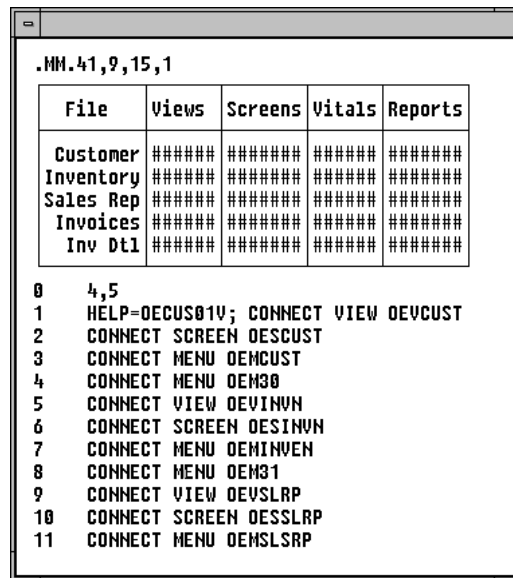 .MM.41,9,15,1
File Views Screens Vitals Reports
Customer ###### ####### ###### #######
Inventory ###### ####### ###### #######
Sales Rep ###### ####### ###### #######
Invoices ###### ####### ###### #######
Inv Dtl ###### ####### ###### #######
0 4,5
1 HELP=OECUS01V; CONNECT VIEW OEVCUST
2 CONNECT SCREEN OESCUST
3 CONNECT MENU OEMCUST
4 CONNECT MENU OEM30
5 CONNECT VIEW OEVINVN
6 CONNECT SCREEN OESINVN
7 CONNECT MENU OEMINVEN
8 CONNECT MENU OEM31
9 CONNECT VIEW OEVSLRP
10 CONNECT SCREEN OESSLRP
11 CONNECT MENU OEMSLSRP